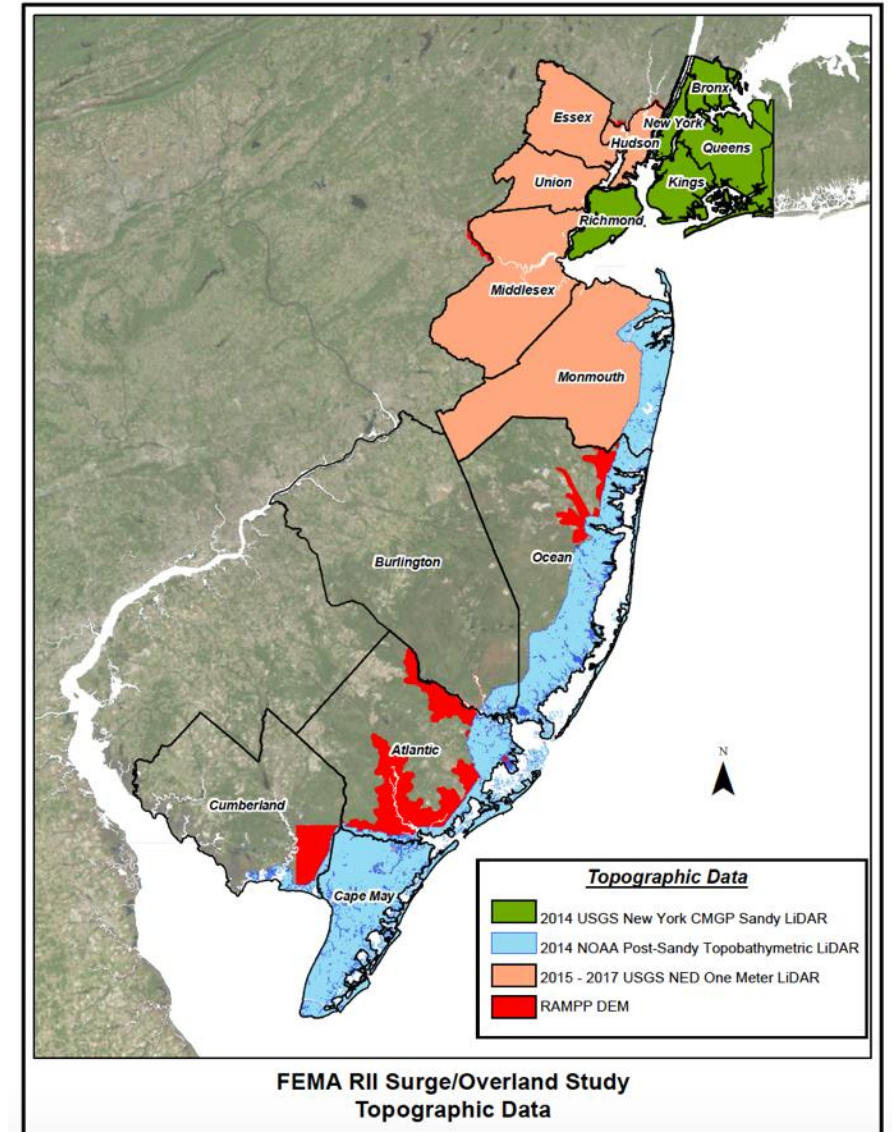 Bronx
Essex
New York
Hudson
Queens
Union
Kings
Richmond
Middlesex
Monmouth
Ocean
Burlington
Atlantic
N
Cumberland
Cape May
Topographic Data
2014 USGS New York CMGP Sandy LiDAR
2014 NOAA Post-Sandy Topobathymetric LiDAR
2015 - 2017 USGS NED One Meter LiDAR
RAMPP DEM
FEMA RII Surge/Overland Study
Topographic Data